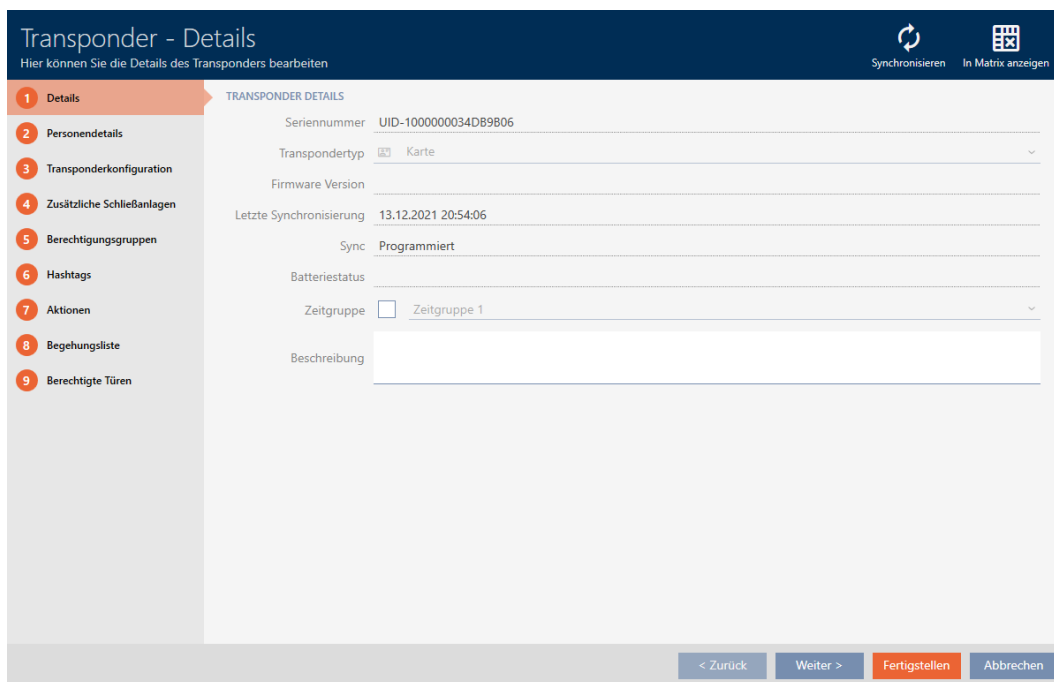 Transponder - Details
Hier können Sie die Details des Transponders bearbeiten
Synchronisieren
In Matrix anzeigen
1 Details
2 Personendetails
3 Transponderkonfiguration
4 Zusätzliche Schließanlagen
5 Berechtigungsgruppen
6 Hashtags
7 Aktionen
8 Begehungsliste
9 Berechtigte Türen
TRANSPONDER DETAILS
Seriennummer UID-1000000034DB9B06
Transpondertyp Karte
Firmware Version
Letzte Synchronisierung 13.12.2021 20:54:06
Sync Programmiert
Batteriestatus
Zeitgruppe Zeitgruppe 1
Beschreibung
< Zurück
Weiter >
Fertigstellen
Abbrechen